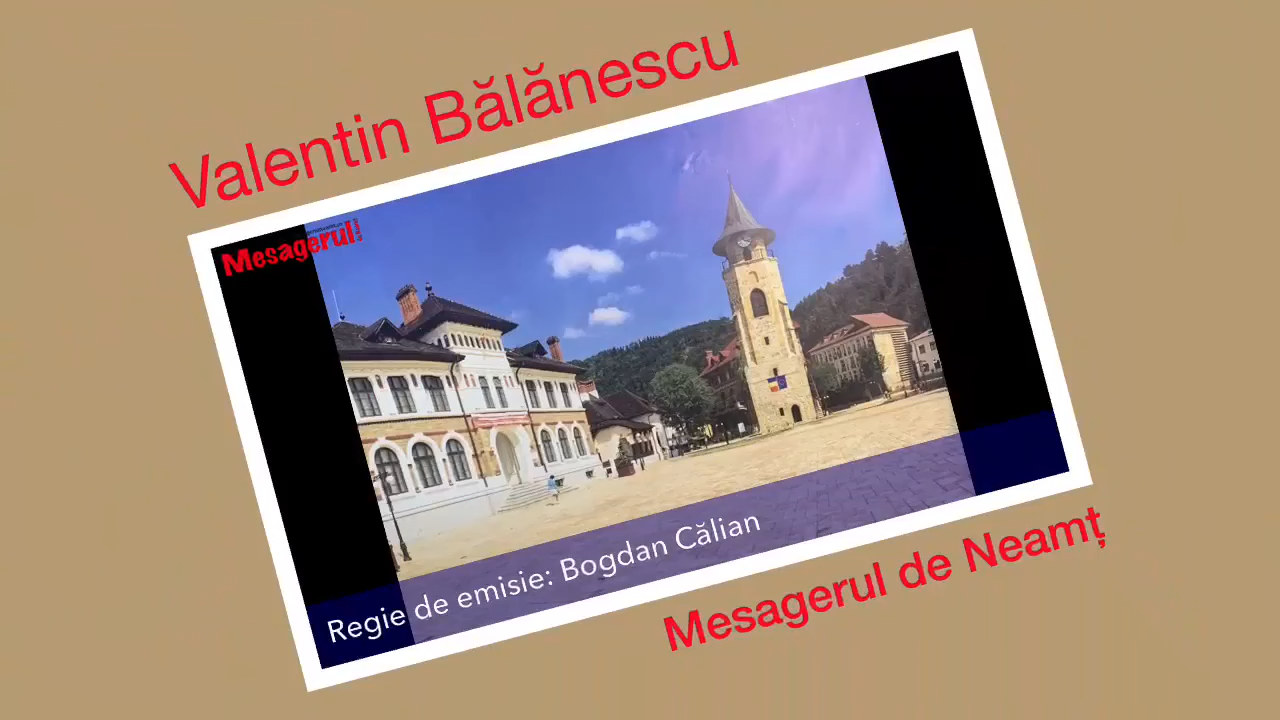 Valentin Bălănescu
Mesagerul
Regie de emisie: Bogdan Călian
Mesagerul de Neamț